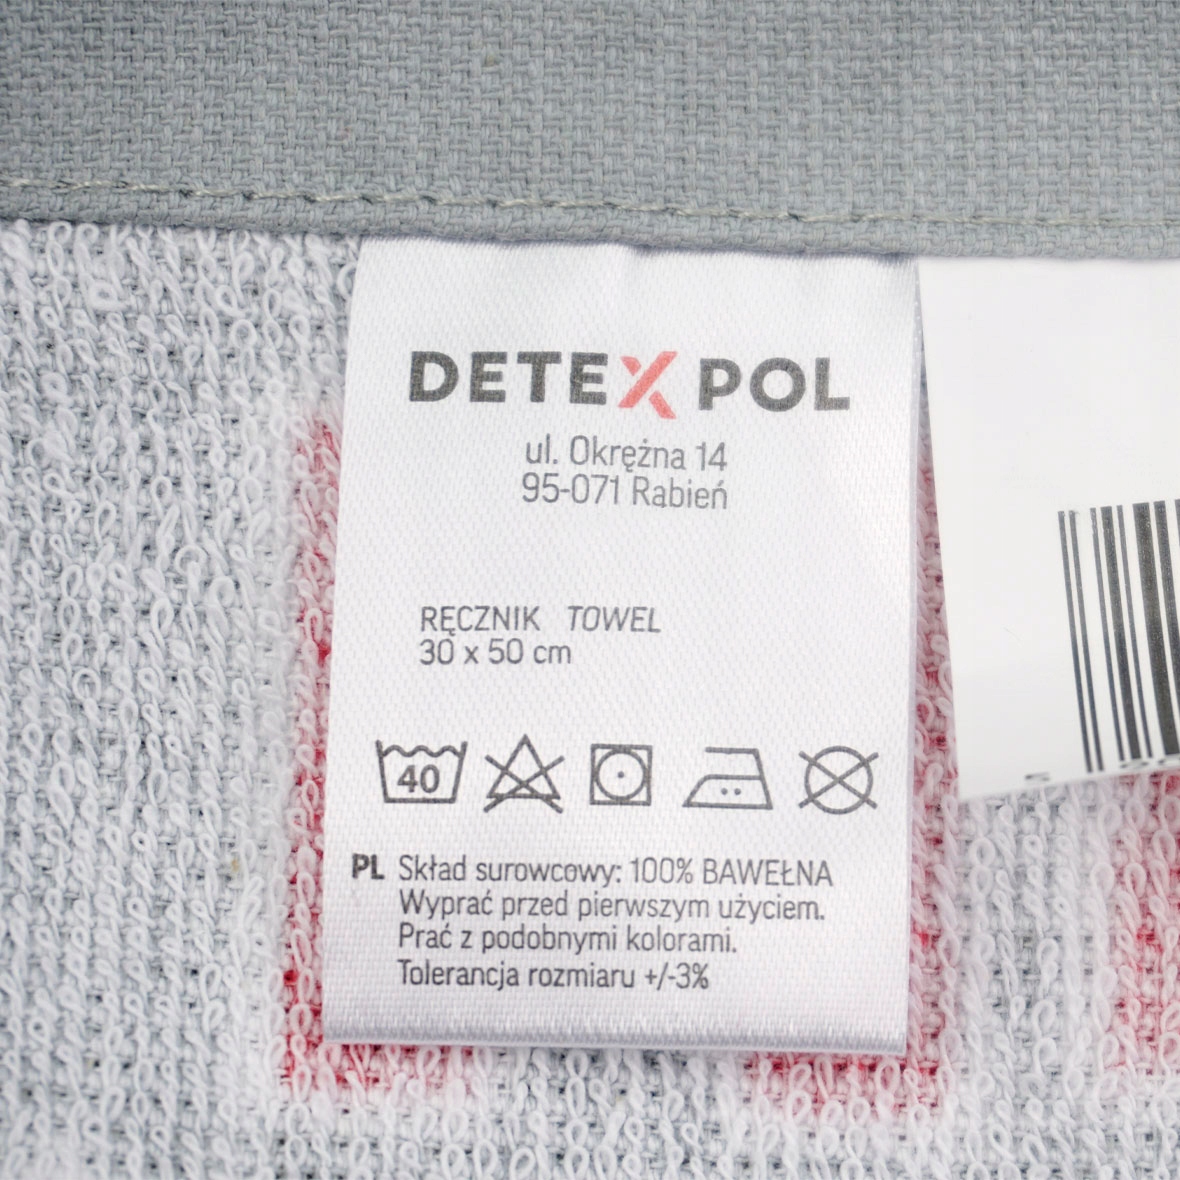 DETEX POL
ul. Okrężna 14
95-071 Rąbień
RĘCZNIK TOWEL
30 x 50 cm
40
PL Skład surowcowy: 100% BAWEŁNA
Wyprać przed pierwszym użyciem.
Prać z podobnymi kolorami.
Tolerancja rozmiaru +/-3%